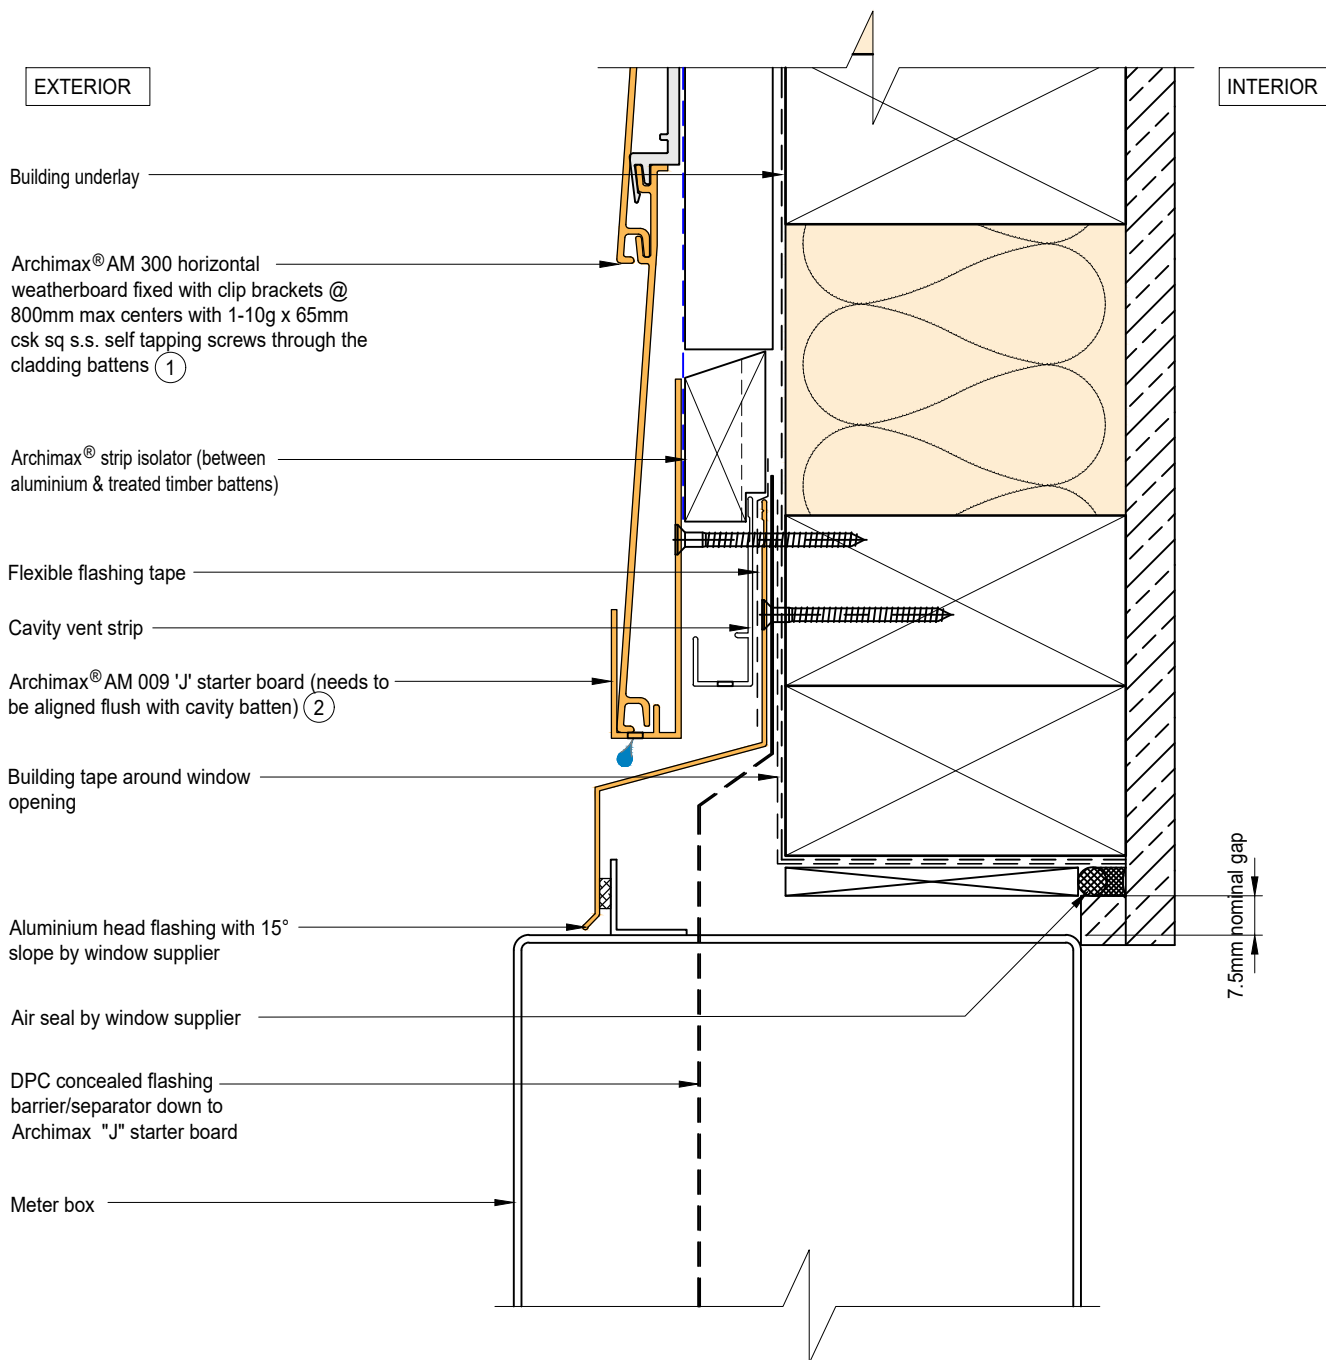 EXTERIOR
INTERIOR
Building underlay
Archimax® AM 300 horizontal
weatherboard fixed with clip brackets @
800mm max centers with 1-10g x 65mm
csk sq s.s. self tapping screws through the
cladding battens 1
Archimax® strip isolator (between
aluminium & treated timber battens)
Flexible flashing tape
Cavity vent strip
Archimax® AM 009 'J' starter board (needs to
be aligned flush with cavity batten) 2
Building tape around window
opening
7.5mm nominal gap
Aluminium head flashing with 15°
slope by window supplier
Air seal by window supplier
DPC concealed flashing
barrier/separator down to
Archimax "J" starter board
Meter box